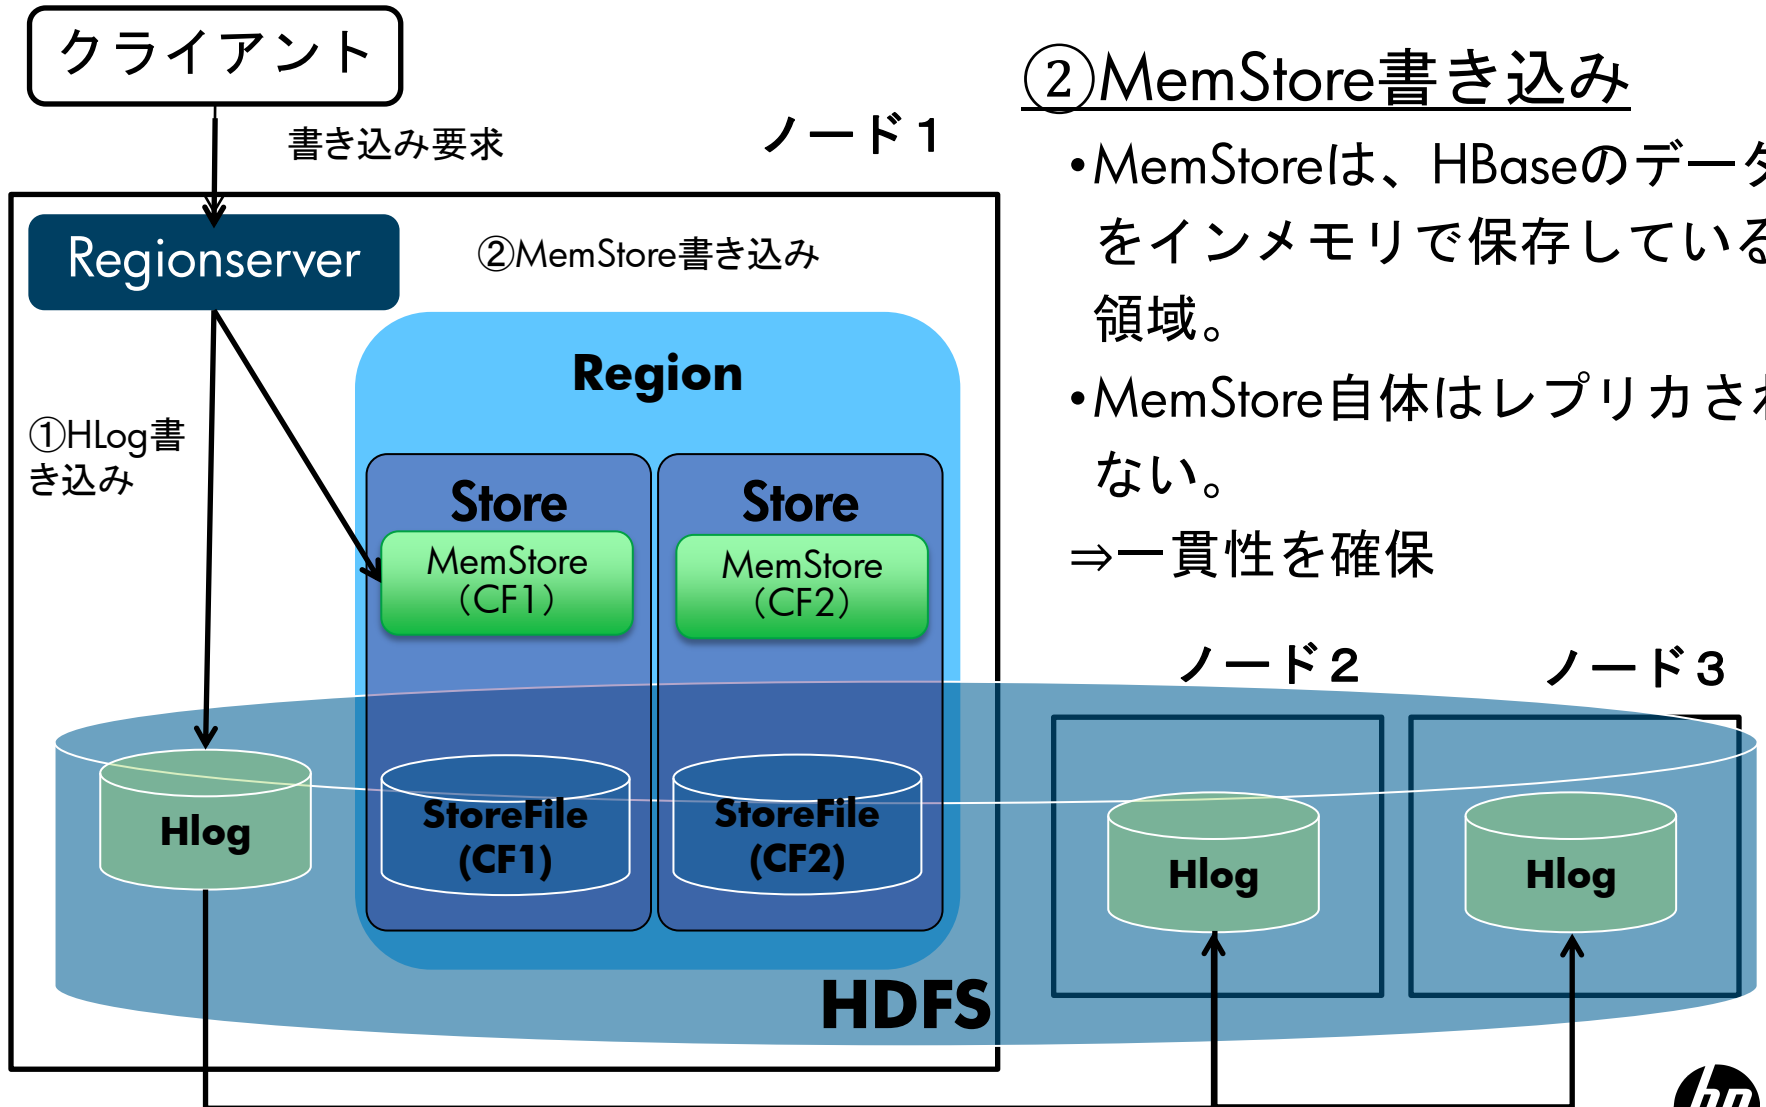 クライアント
書き込み要求
ノード１
Regionserver
②MemStore書き込み
①HLog書
き込み
Region
Store
MemStore
（CF1）
Store
MemStore
（CF2）
Hlog
StoreFile
(CF1)
StoreFile
(CF2)
HDFS
②MemStore書き込み
•MemStoreは、HBaseのデータ
をインメモリで保存している
領域。
•MemStore自体はレプリカされ
ない。
⇒一貫性を確保
ノード２
ノード３
Hlog
Hlog
hp